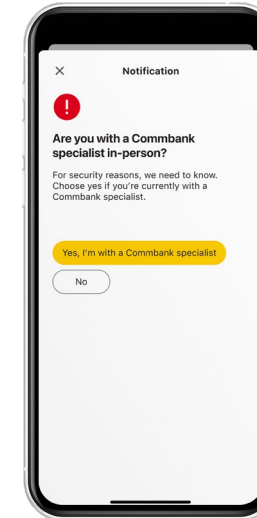 Notification
!
Are you with a Commbank
specialist in-person?
For security reasons, we need to know.
Choose yes if you're currently with a
Commbank specialist.
Yes, I'm with a Commbank specialist
No